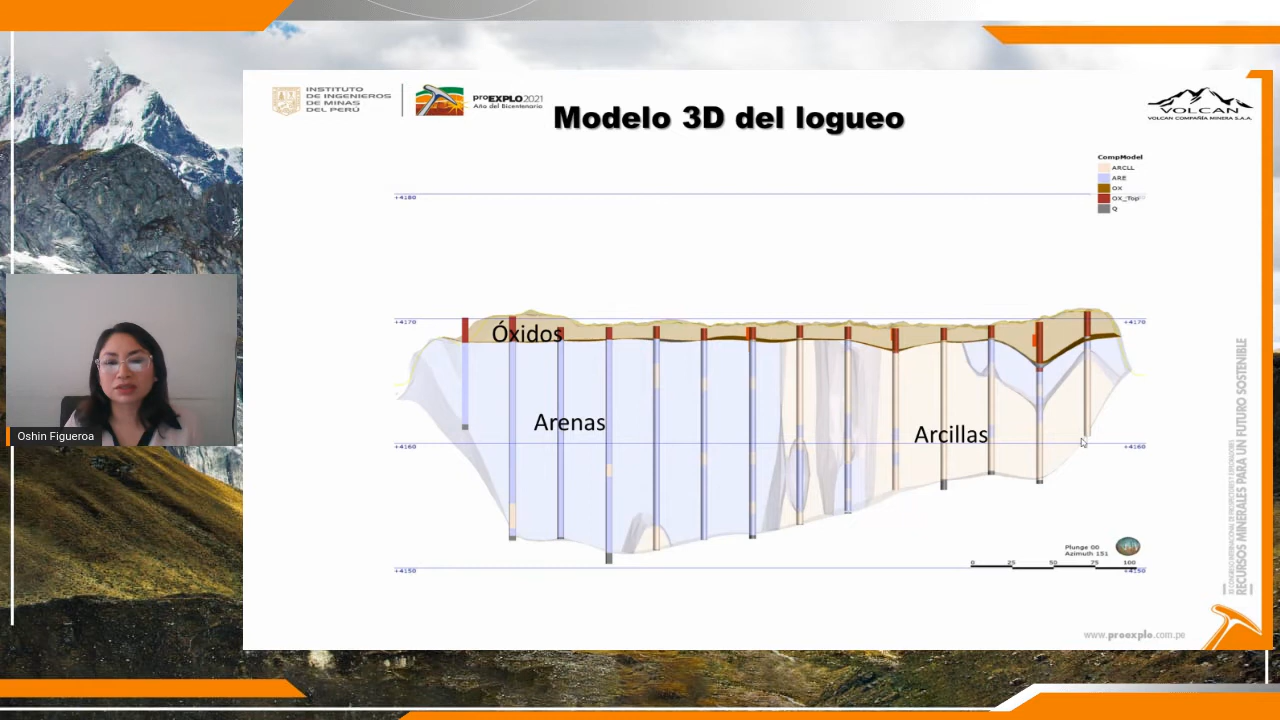 INSTITUTO
DE INGENIEROS
DE MINAS
DEL PERÚ
proEXPLO2021
Año del Bicentenario
Modelo 3D del logueo
VOLCAN
VOLCAN COMPAÑÍA MINERA S.A.A.
CompModel
ARCLL
ARE
OX
OX_Top
Q
+4180
+4170
+4170
Óxidos
Arenas
Arcillas
+4160
+4160
Plunge 00
Azimuth 151
0 25 50 75 100
+4150
+4150
RECURSOS MINERALES PARA UN FUTURO SOSTENIBLE
www.proexplo.com.pe
Oshin Figueroa